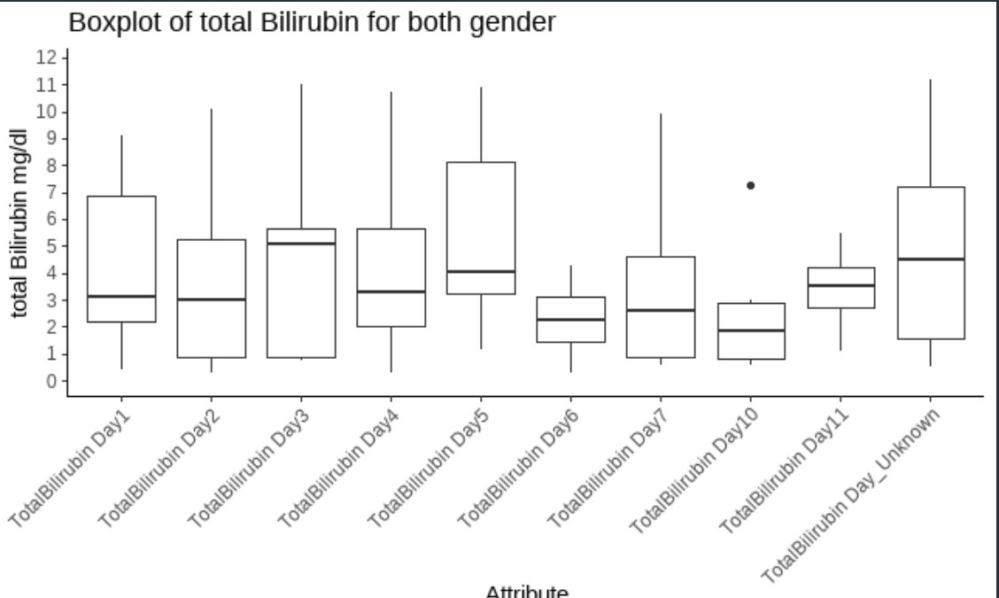 Boxplot of total Bilirubin for both gender
total Bilirubin mg/dl
12
11
10
9
8
7
6
5
4
3
2
1
0
TotalBilirubin Day1
TotalBilirubin Day2
TotalBilirubin Day3
TotalBilirubin Day4
TotalBilirubin Day5
TotalBilirubin Day6
TotalBilirubin Day7
TotalBilirubin Day10
TotalBilirubin Day11
TotalBilirubin Day_Unknown
Attribute